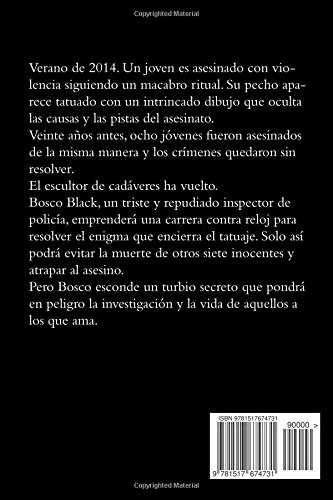 Copyrighted Material
Verano de 2014. Un joven es asesinado con vio-
lencia siguiendo un macabro ritual. Su pecho apa-
rece tatuado con un intrincado dibujo que oculta
las causas y las pistas del asesinato.
Veinte años antes, ocho jóvenes fueron asesinados
de la misma manera y los crímenes quedaron sin
resolver.
El escultor de cadáveres ha vuelto.
Bosco Black, un triste y repudiado inspector de
policía, emprenderá una carrera contra reloj para
resolver el enigma que encierra el tatuaje. Solo así
podrá evitar la muerte de otros siete inocentes y
atrapar al asesino.
Pero Bosco esconde un turbio secreto que pondrá
en peligro la investigación y la vida de aquellos a
los que ama.
ISBN 9781517674731
90000 >
9 781517 674731
Copyrighted Material